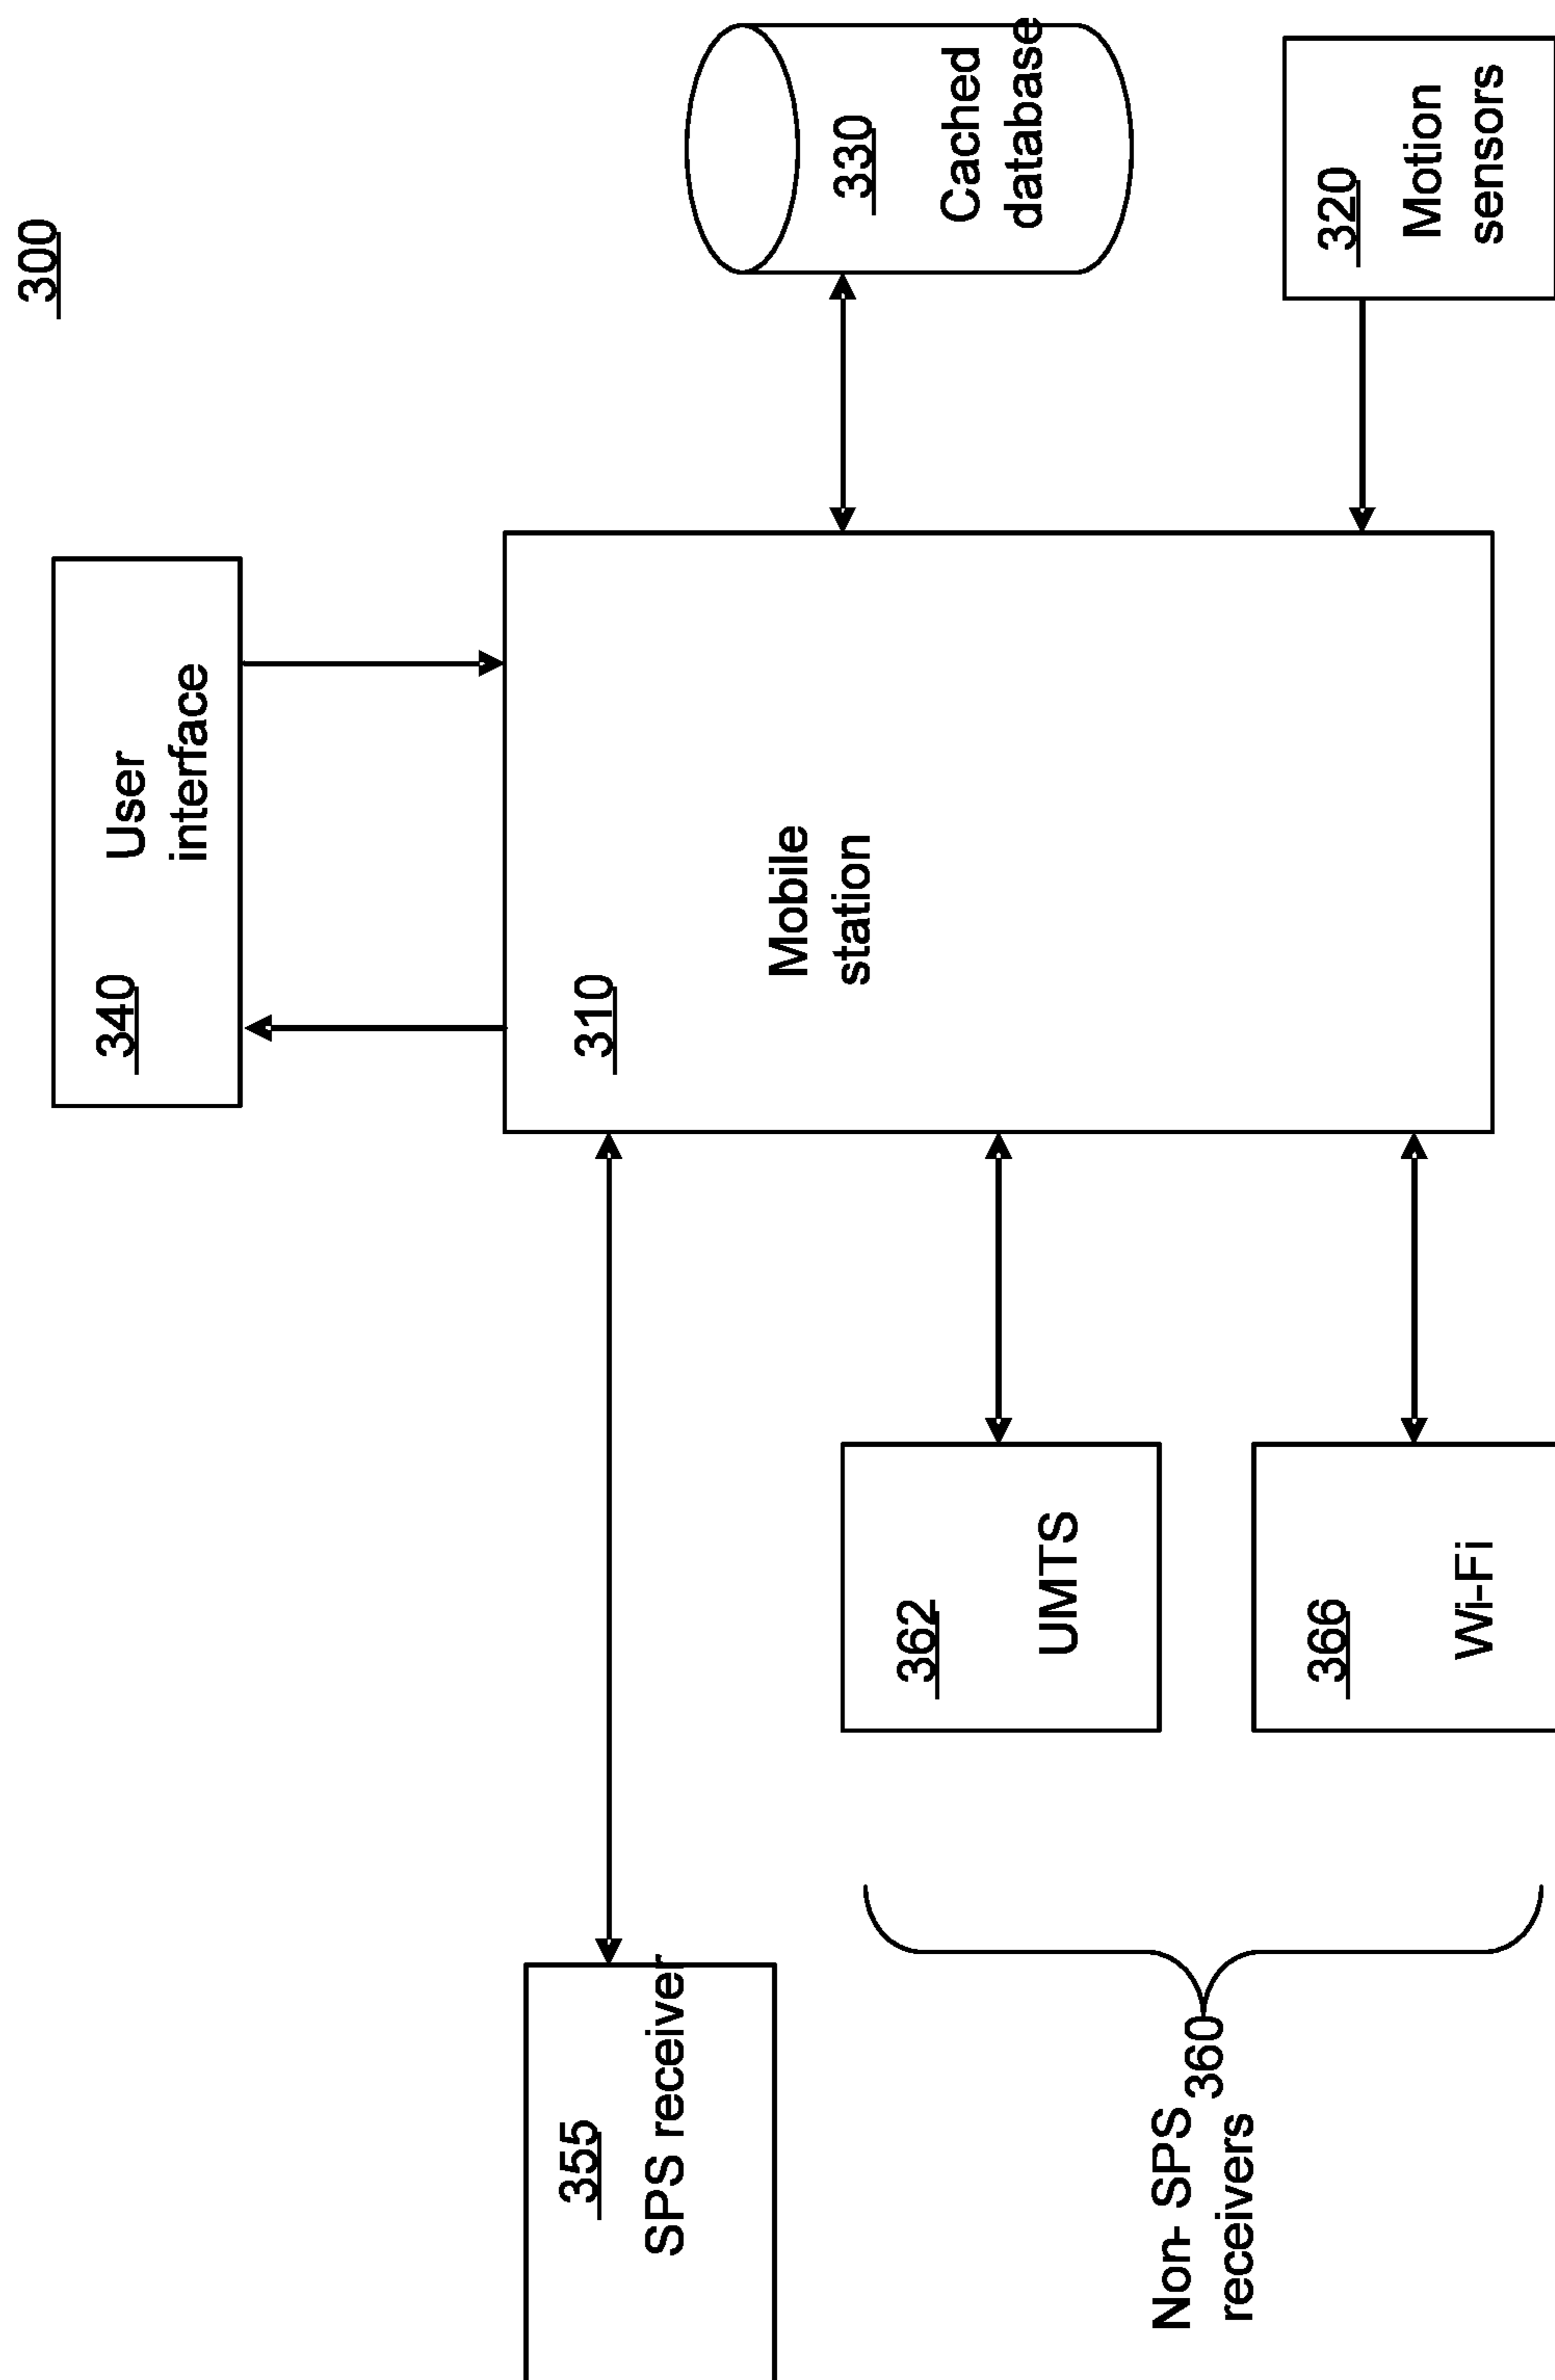 300
340
User
interface
355
SPS receiver
310
Mobile
station
330
Cached
database
362
UMTS
Non- SPS
360
receivers
366
Wi-Fi
320
Motion
sensors